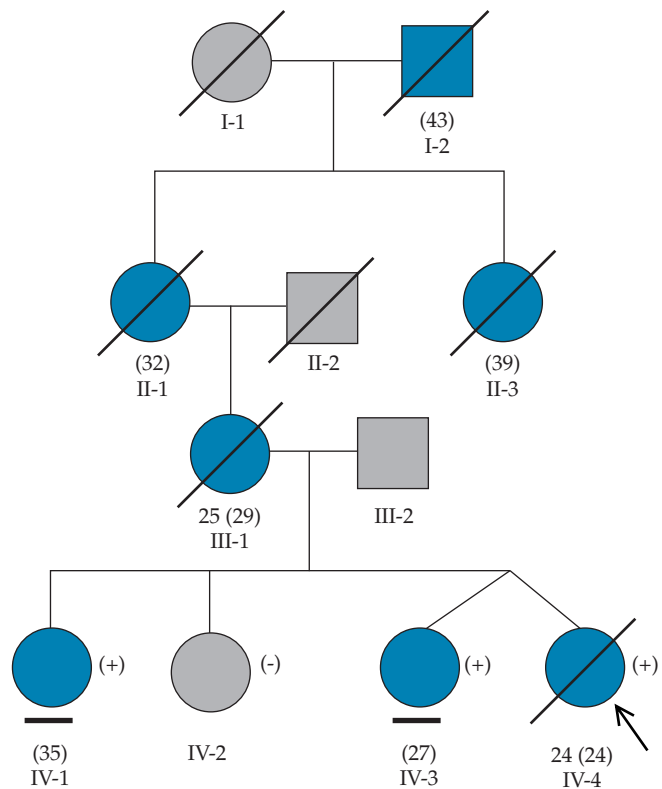 I-1
(43)
I-2
(32)
II-1
II-2
(39)
II-3
25 (29)
III-1
III-2
(+)
(-)
(+)
(+)
(35)
IV-1
IV-2
(27)
IV-3
24 (24)
IV-4